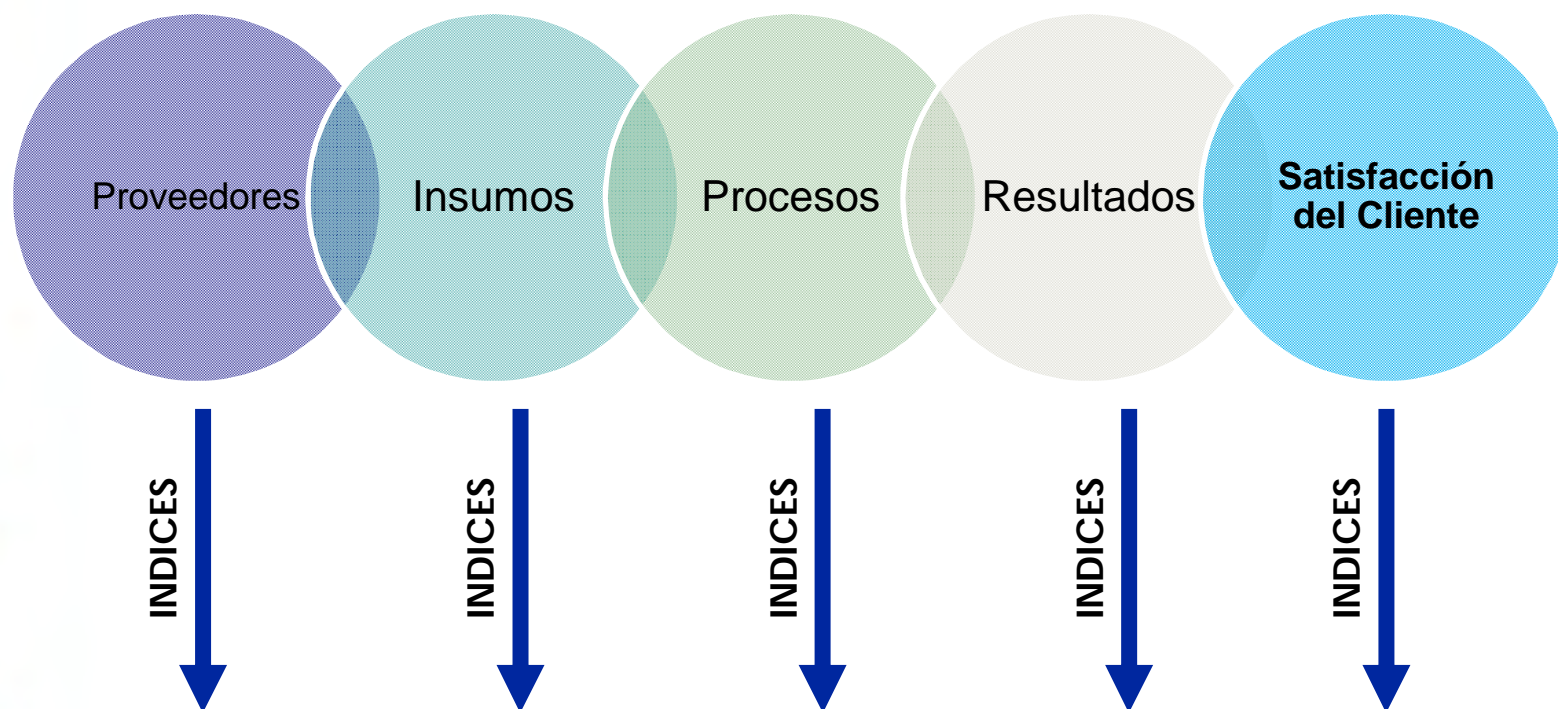 Proveedores
Insumos
Procesos
Resultados
Satisfacción
del Cliente
INDICES
INDICES
INDICES
INDICES
INDICES